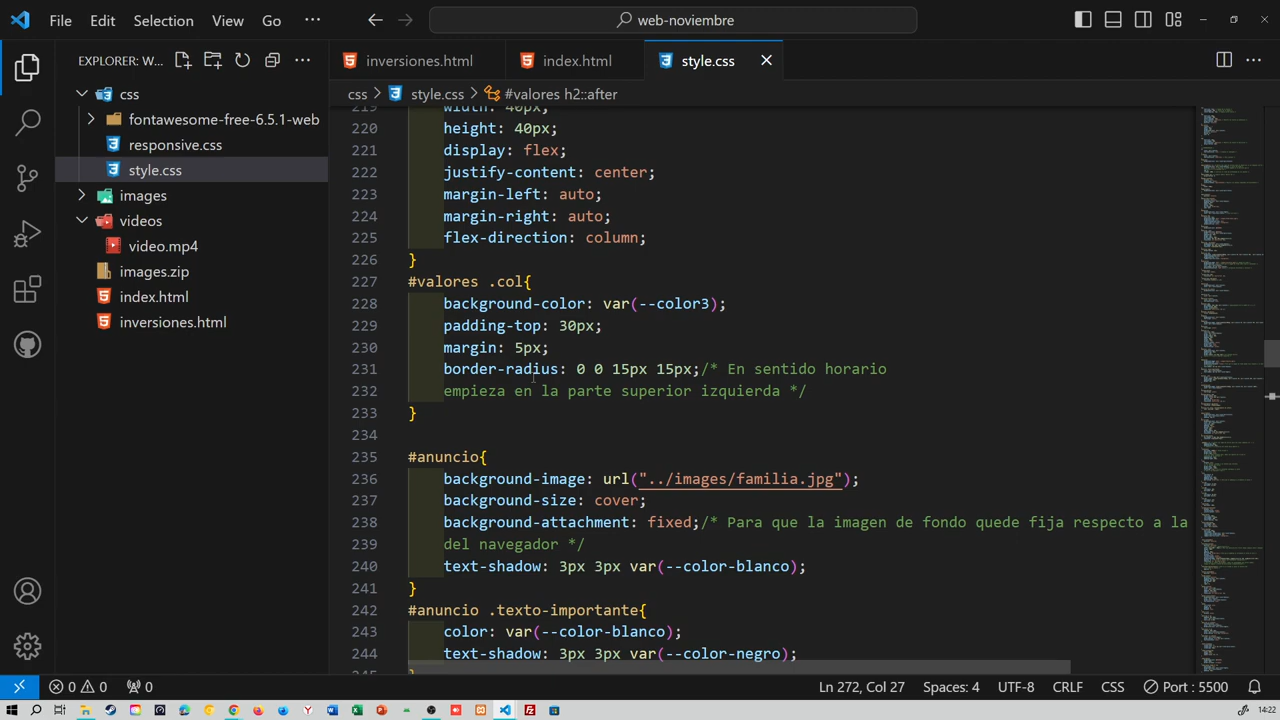 File Edit Selection View Go ··· web-noviembre
EXPLORER: W... ···
inversiones.html index.html style.css
css > style.css > #valores h2::after
css
fontawesome-free-6.5.1-web
responsive.css
style.css
images
videos
video.mp4
images.zip
index.html
inversiones.html
219 width: 40px;
220 height: 40px;
221 display: flex;
222 justify-content: center;
223 margin-left: auto;
224 margin-right: auto;
225 flex-direction: column;
226 }
227 #valores .col{
228 background-color: var(--color3);
229 padding-top: 30px;
230 margin: 5px;
231 border-radius: 0 0 15px 15px;/* En sentido horario
232 empizar en la parte superior izquierda */
233 }
234
235 #anuncio{
236 background-image: url("../images/familia.jpg");
237 background-size: cover;
238 background-attachment: fixed;/* Para que la imagen de fondo quede fija respecto a la
239 del navegador */
240 text-shadow: 3px 3px var(--color-blanco);
241 }
242 #anuncio .texto-importante{
243 color: var(--color-blanco);
244 text-shadow: 3px 3px var(--color-negro);
245 }
0 0 0 Ln 272, Col 27 Spaces: 4 UTF-8 CRLF CSS Port : 5500
14:22